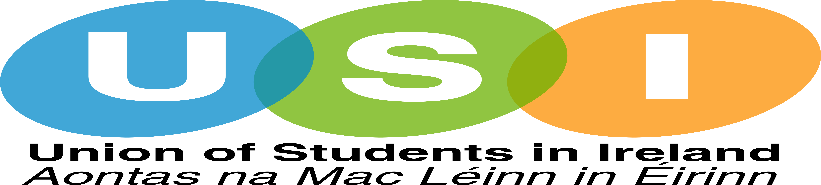 USI
Union of Students in Ireland
Aontas na Mac Léinn in Éirinn